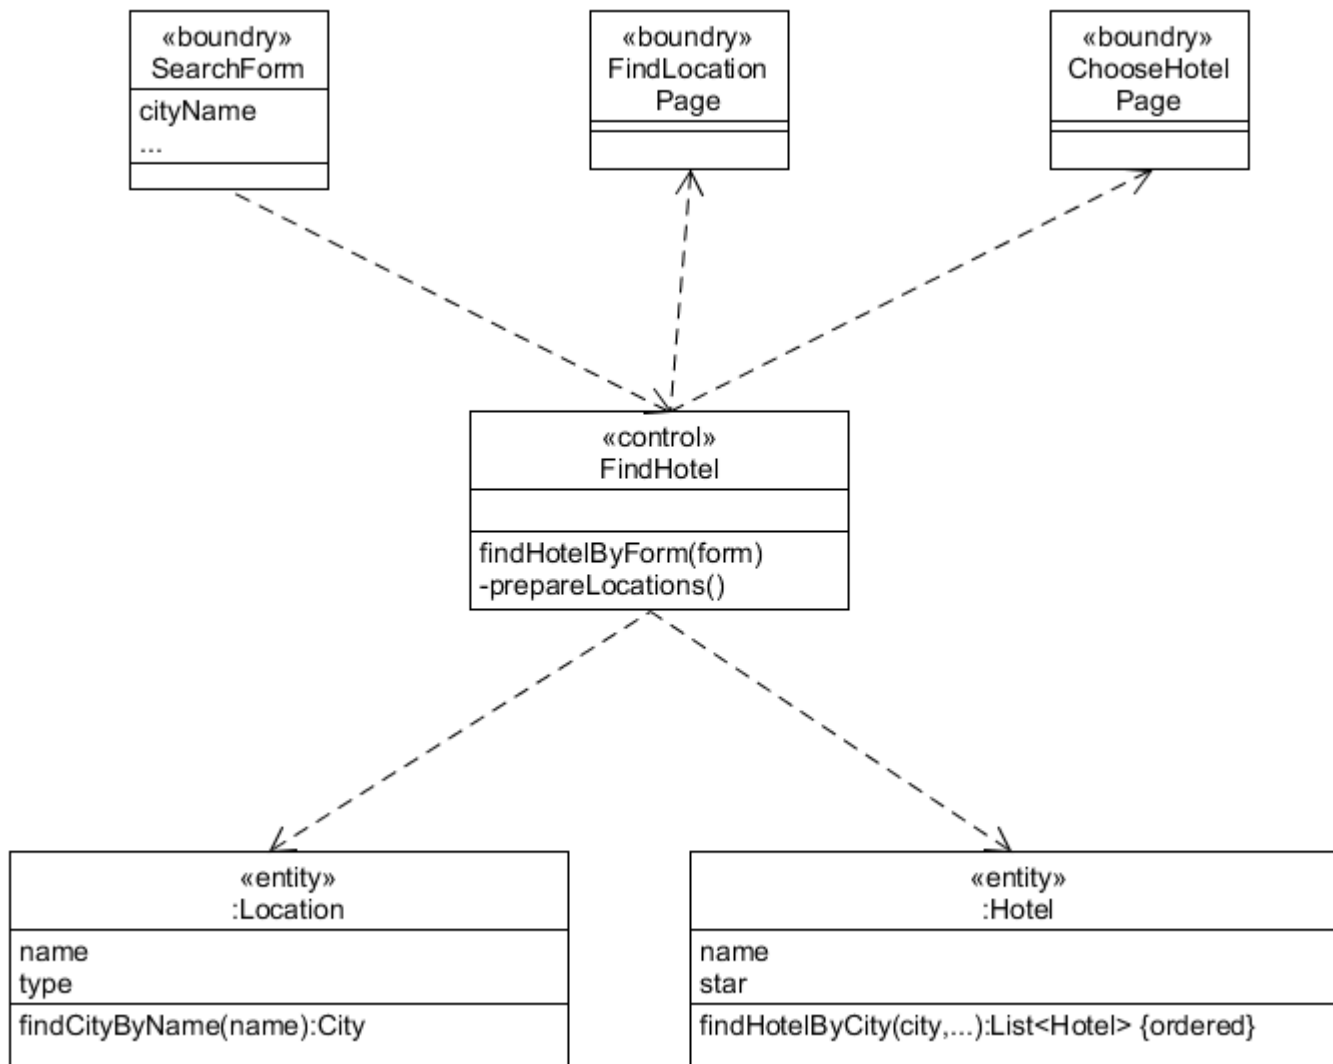 «boundry»
SearchForm
cityName
...
«boundry»
FindLocation
Page
«boundry»
ChooseHotel
Page
«control»
FindHotel
findHotelByForm(form)
-prepareLocations()
«entity»
:Location
name
type
findCityByName(name):City
«entity»
:Hotel
name
star
findHotelByCity(city,...):List<Hotel> {ordered}